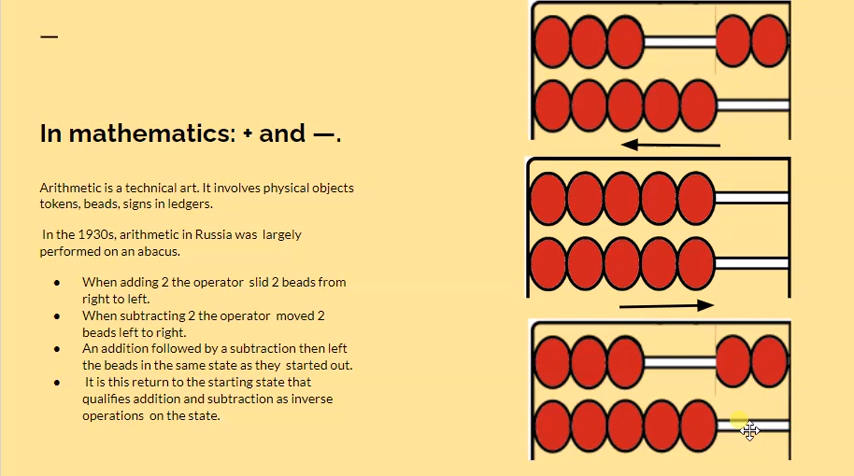 In mathematics: + and —.
Arithmetic is a technical art. It involves physical objects
tokens, beads, signs in ledgers.
In the 1930s, arithmetic in Russia was largely
performed on an abacus.
● When adding 2 the operator slid 2 beads from
right to left.
● When subtracting 2 the operator moved 2
beads left to right.
● An addition followed by a subtraction then left
the beads in the same state as they started out.
● It is this return to the starting state that
qualifies addition and subtraction as inverse
operations on the state.